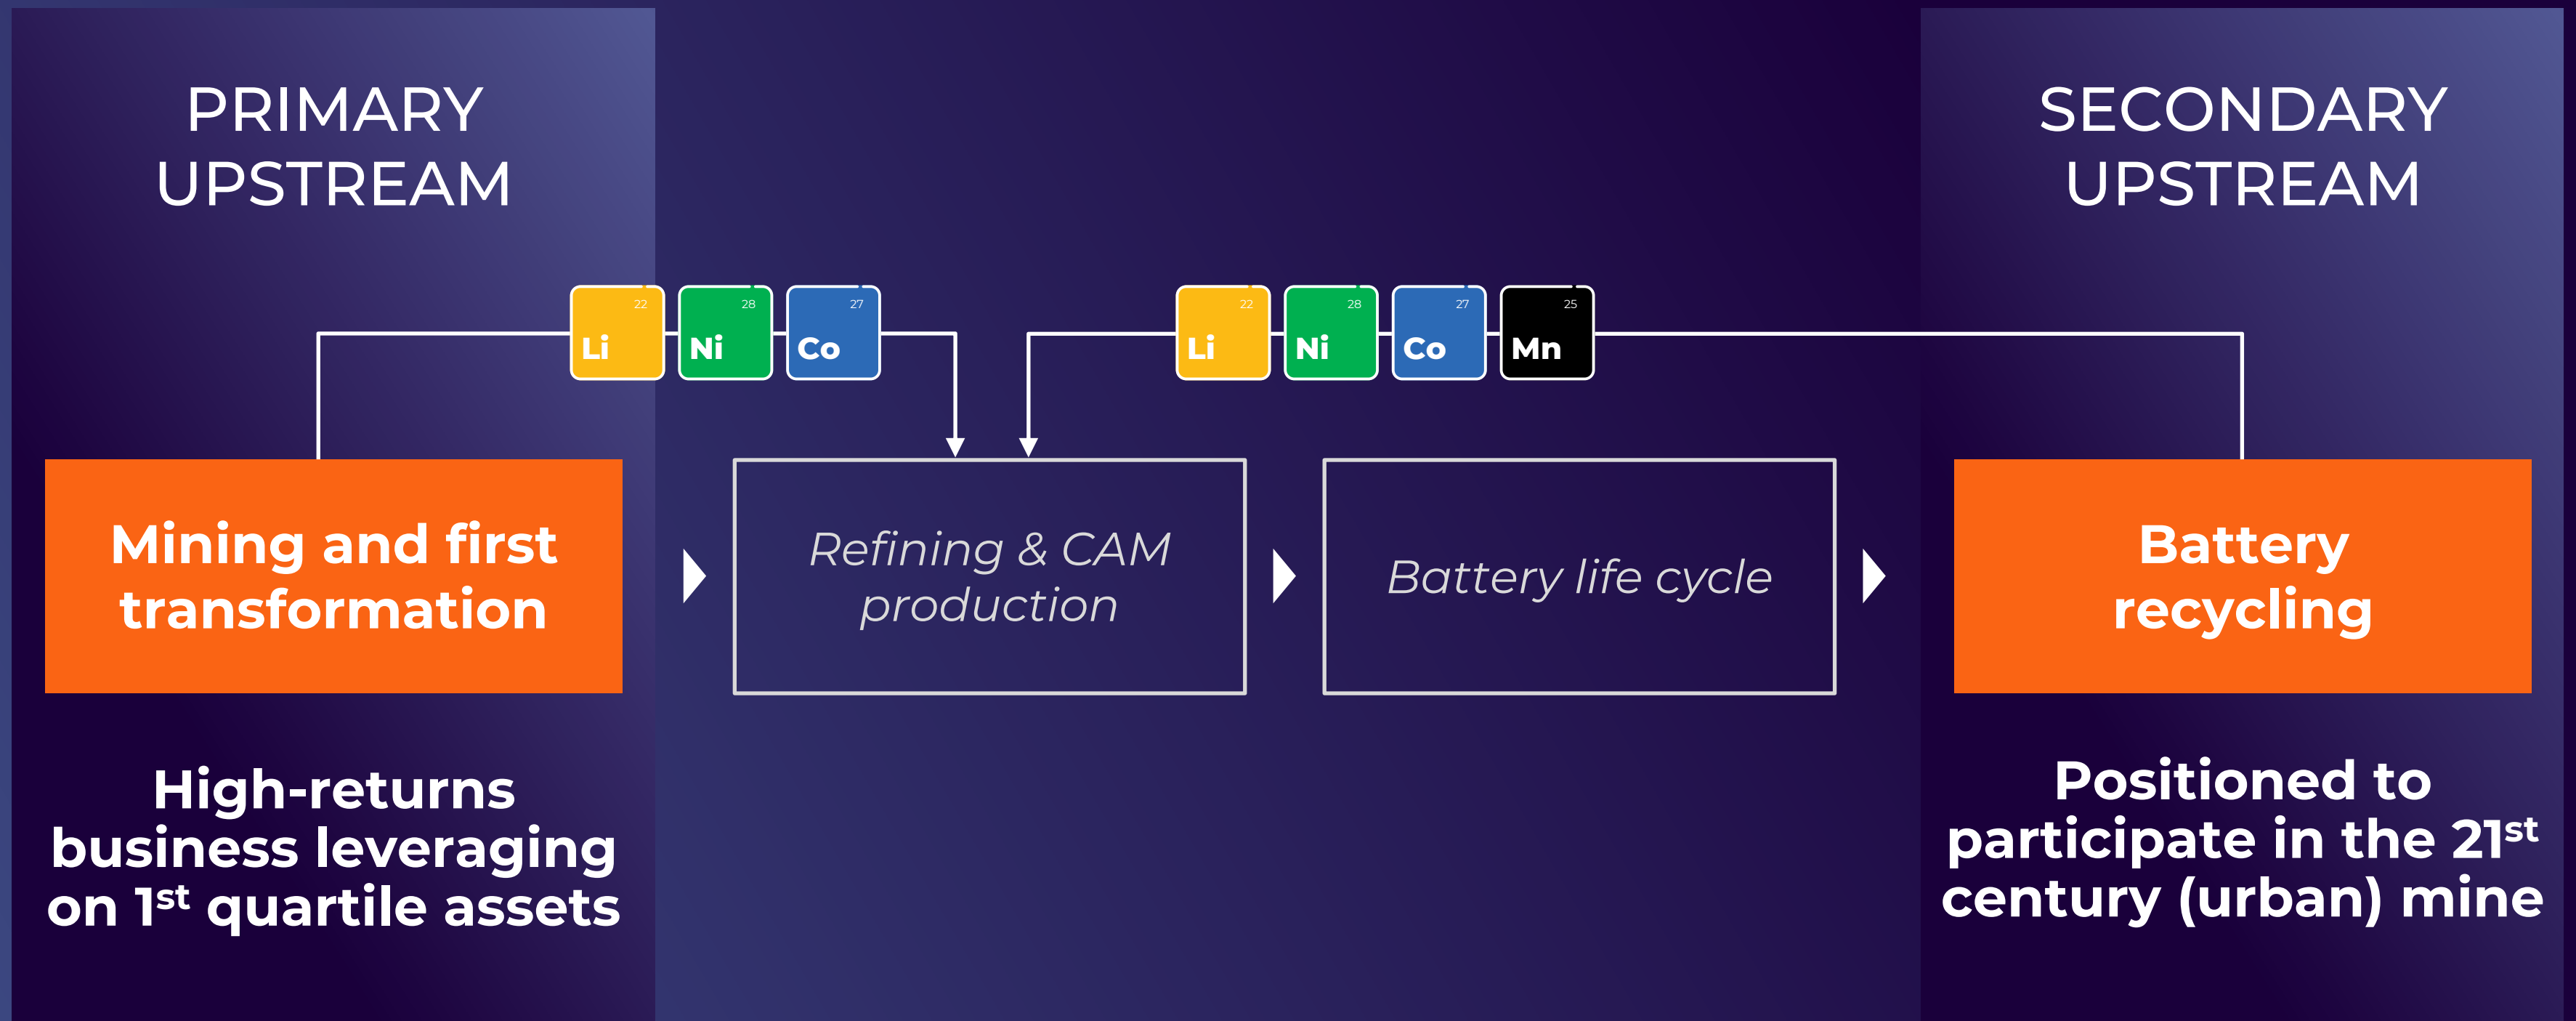 PRIMARY
UPSTREAM
SECONDARY
UPSTREAM
22
Li
28
Ni
27
Co
22
Li
28
Ni
27
Co
25
Mn
Mining and first
transformation
Refining & CAM
production
Battery life cycle
Battery
recycling
High-returns
business leveraging
on 1st quartile assets
Positioned to
participate in the 21st
century (urban) mine